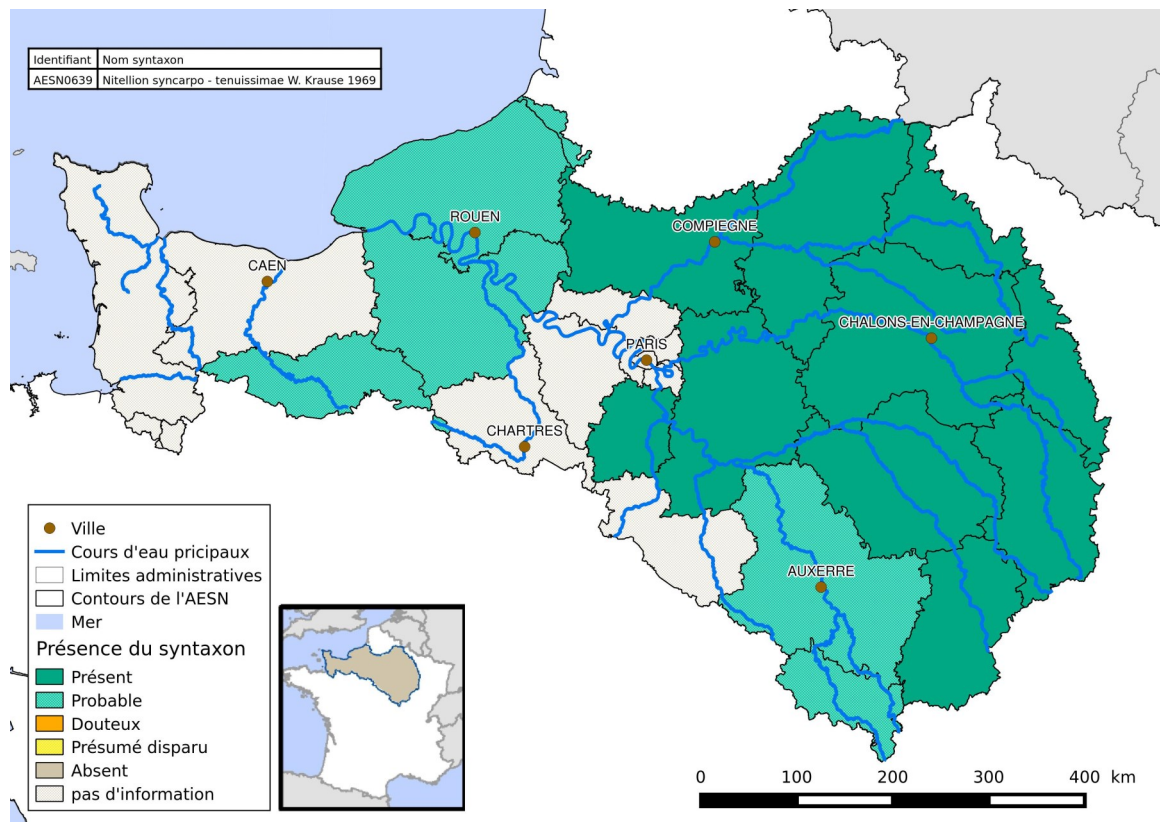 Identifiant Nom syntaxon
AESN0639 Nitellion syncarpo - tenuissimae W. Krause 1969
ROUEN
COMPIEGNE
CAEN
CHALONS-EN-CHAMPAGNE
PARIS
CHARTRES
AUXERRE
Ville
Cours d'eau pricipaux
Limites administratives
Contours de l'AESN
Mer
Présence du syntaxon
Présent
Probable
Douteux
Présumé disparu
Absent
pas d'information
0 100 200 300 400 km